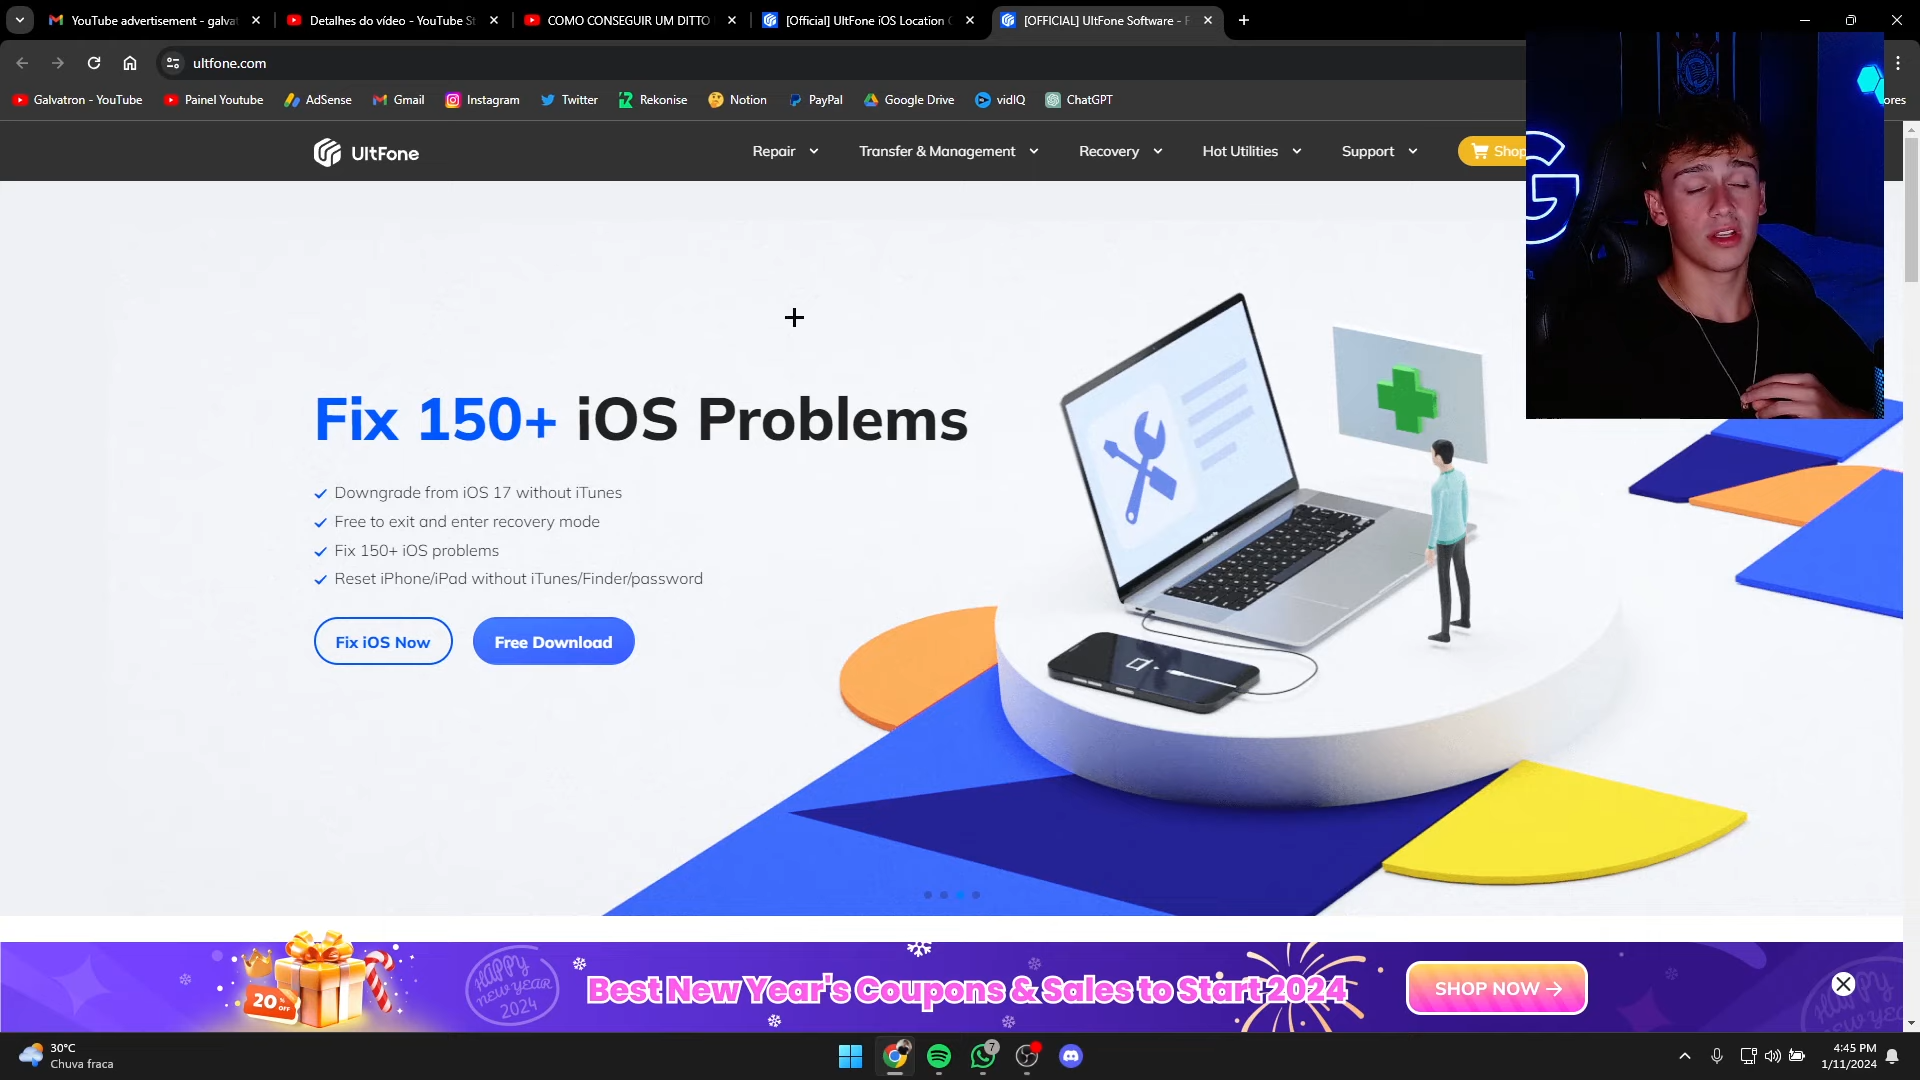 YouTube advertisement - galvat
Detalhes do vídeo - YouTube St
COMO CONSEGUIR UM DITTO
[Official] UltFone iOS Location C
[OFFICIAL] UltFone Software - F
ultfone.com
Galvatron - YouTube
Painel Youtube
AdSense
Gmail
Instagram
Twitter
Rekonise
Notion
PayPal
Google Drive
vidIQ
ChatGPT
ores
UltFone
Repair
Transfer & Management
Recovery
Hot Utilities
Support
Shop
G
Fix 150+ iOS Problems
Downgrade from iOS 17 without iTunes
Free to exit and enter recovery mode
Fix 150+ iOS problems
Reset iPhone/iPad without iTunes/Finder/password
Fix iOS Now
Free Download
20% OFF
HAPPY
new YEAR
2024
Best New Year's Coupons & Sales to Start 2024
SHOP NOW →
30°C
Chuva fraca
7
4:45 PM
1/11/2024